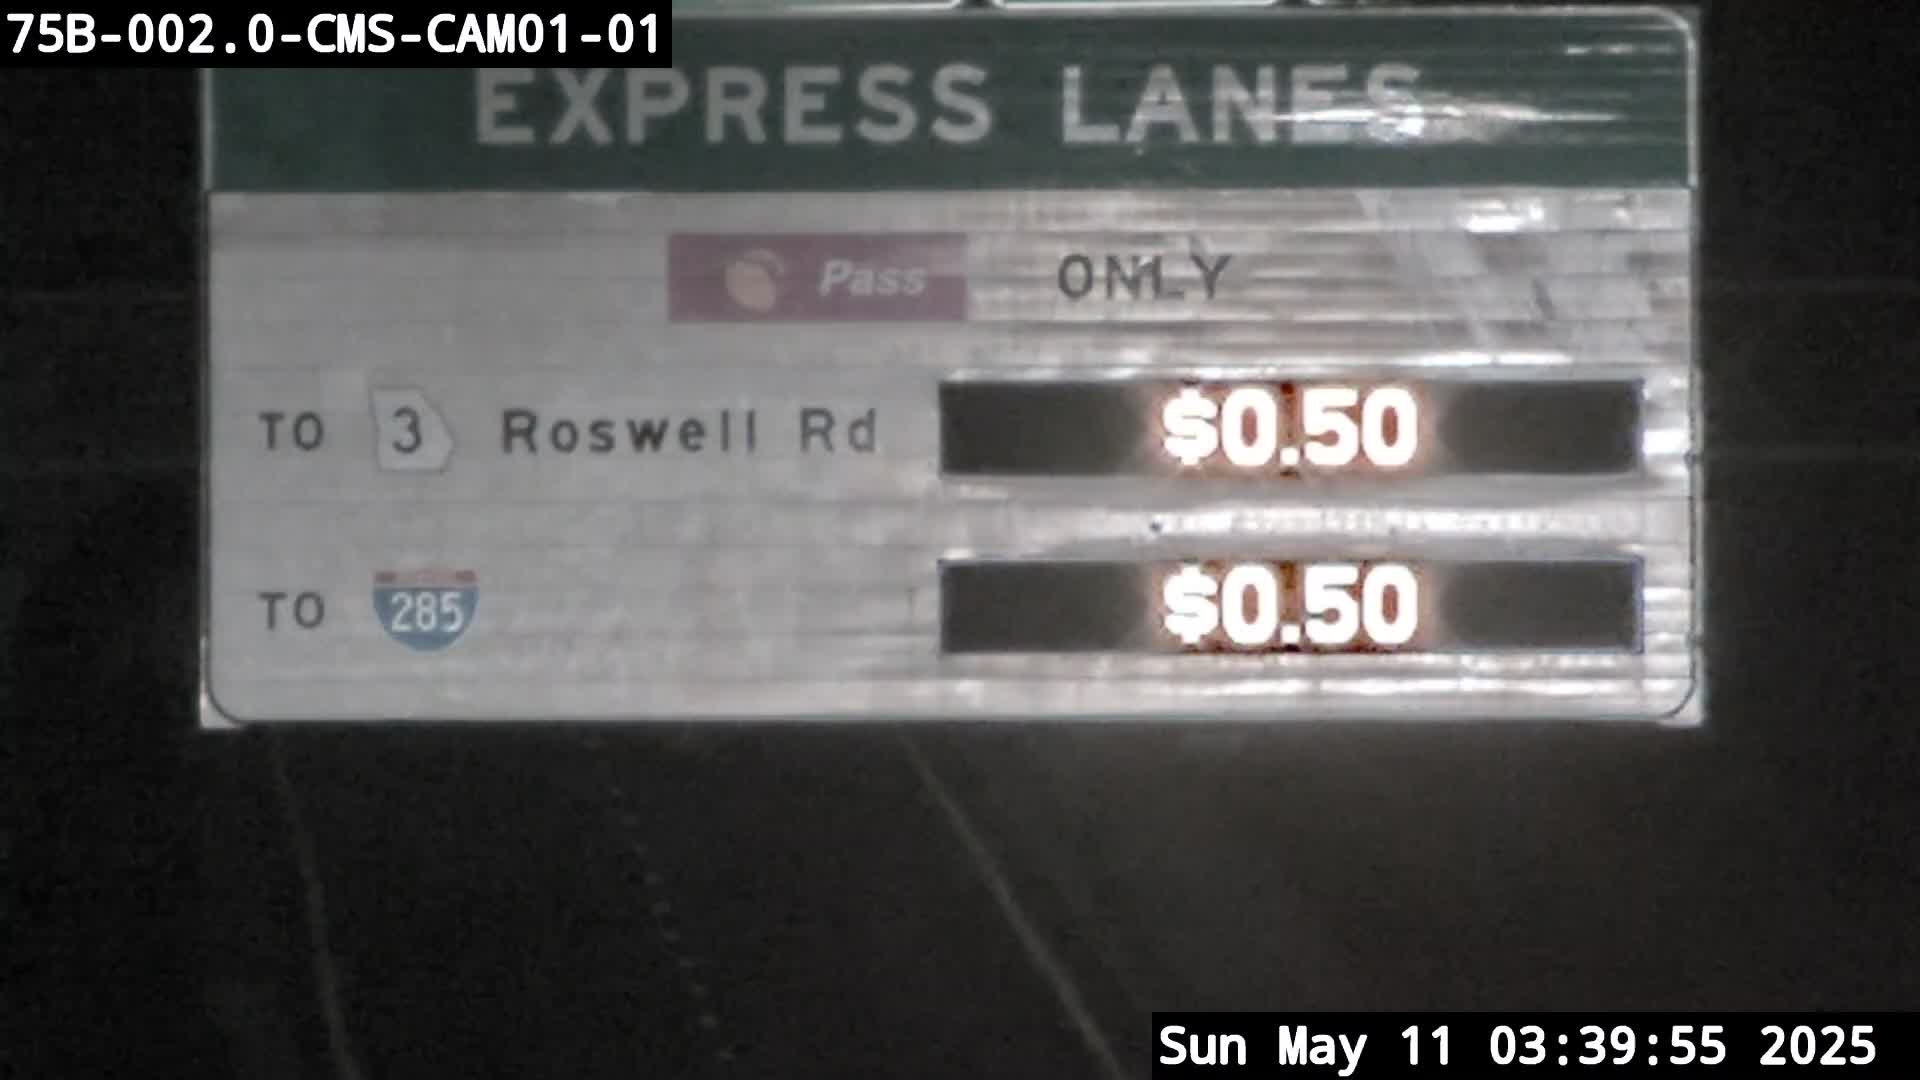 75B-002.0-CMS-CAM01-01
EXPRESS LANES
Pass ONLY
TO 3 Roswell Rd $0.50
TO 285 $0.50
Sun May 11 03:39:55 2025